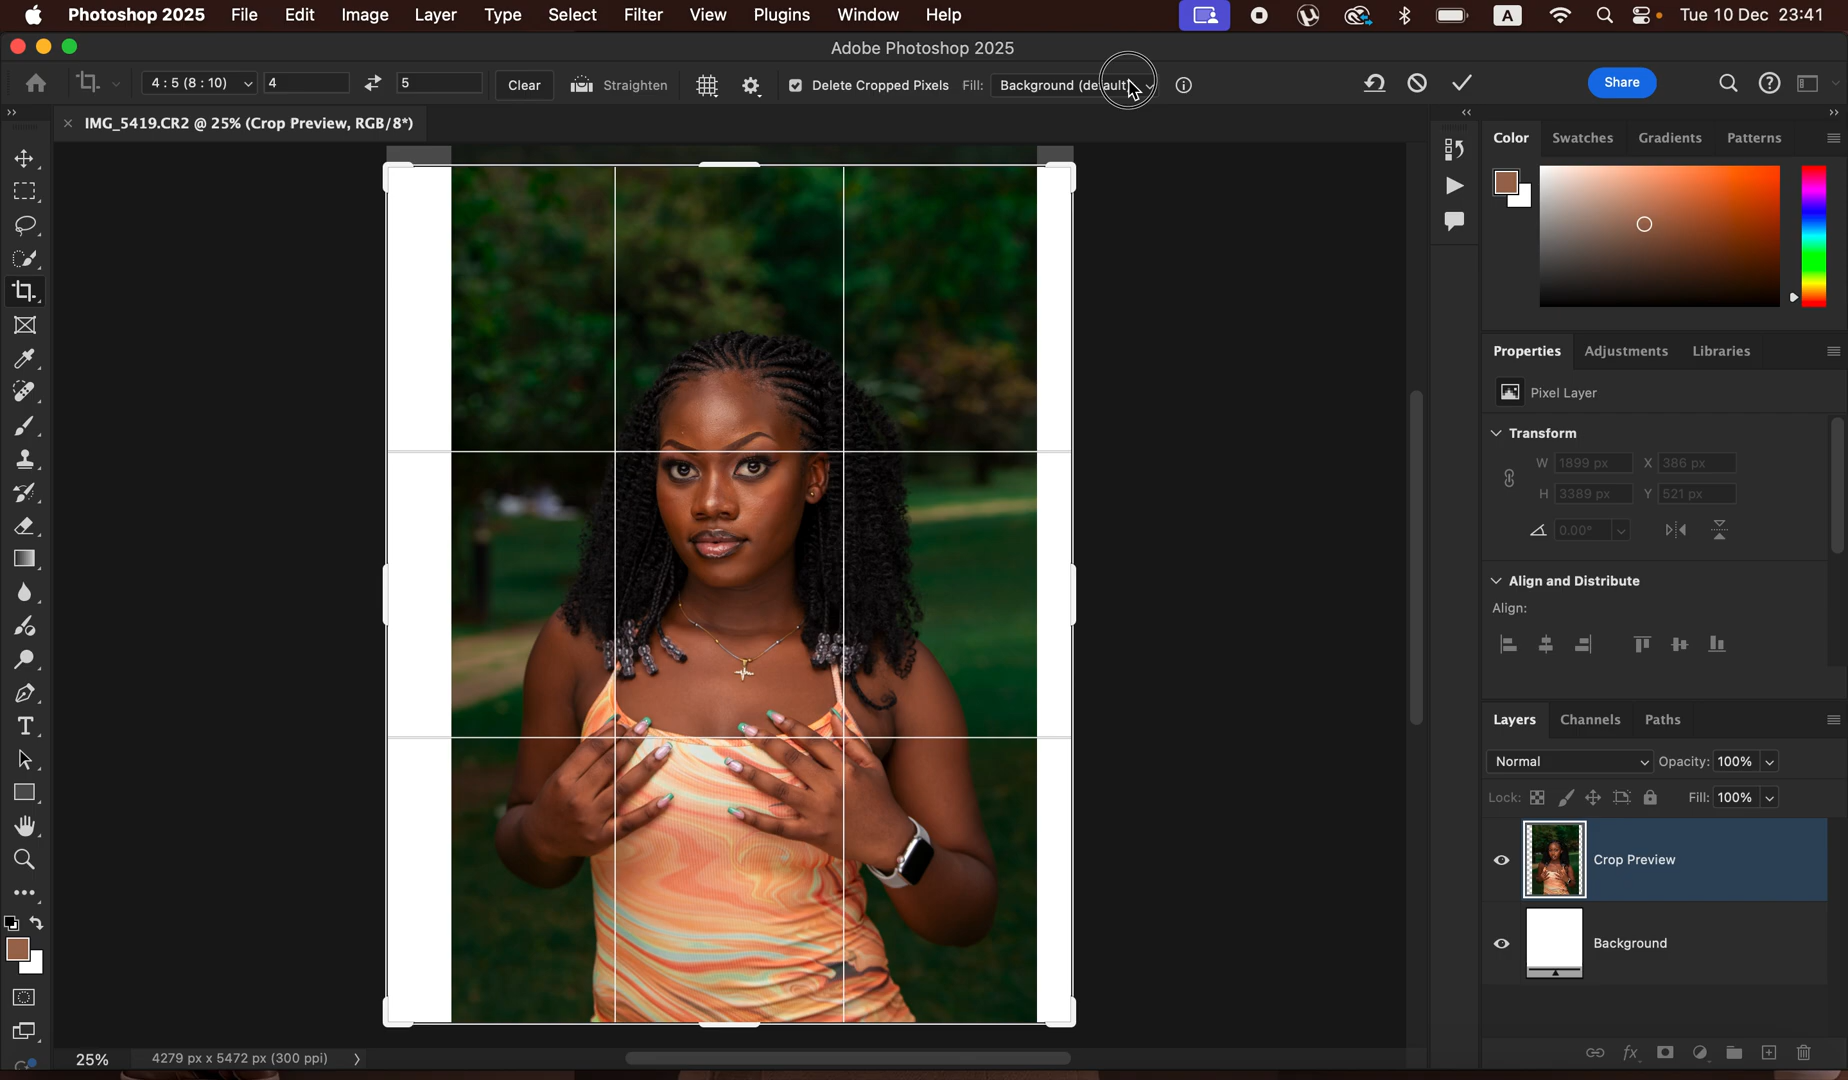 Photoshop 2025 File Edit Image Layer Type Select Filter View Plugins Window Help A Tue 10 Dec 23:41
Adobe Photoshop 2025
4 : 5 (8 : 10) 4 5 Clear Straighten Delete Cropped Pixels Fill: Background (default) Share
× IMG_5419.CR2 @ 25% (Crop Preview, RGB/8*)
Color Swatches Gradients Patterns
Properties Adjustments Libraries
Pixel Layer
Transform
W 1899 px X 386 px
H 3389 px Y 521 px
0.00°
Align and Distribute
Align:
Layers Channels Paths
Normal Opacity: 100%
Lock: Fill: 100%
Crop Preview
Background
25% 4279 px x 5472 px (300 ppi)